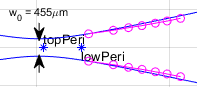 w₀ = 455μm
topPeri
lowPeri